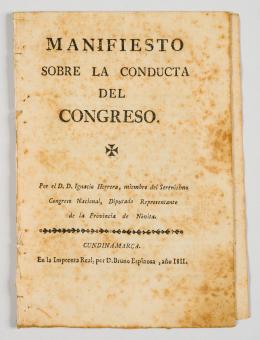 MANIFIESTO
SOBRE LA CONDUCTA
DEL
CONGRESO.
Por el D. D. Ignacio Herrera, miembro del Serenísimo
Congreso Nacional, Diputado Representante
de la Provincia de Nóvita.
CUNDINAMARCA.
En la Imprenta Real, por D. Bruno Espinosa, año 1811.